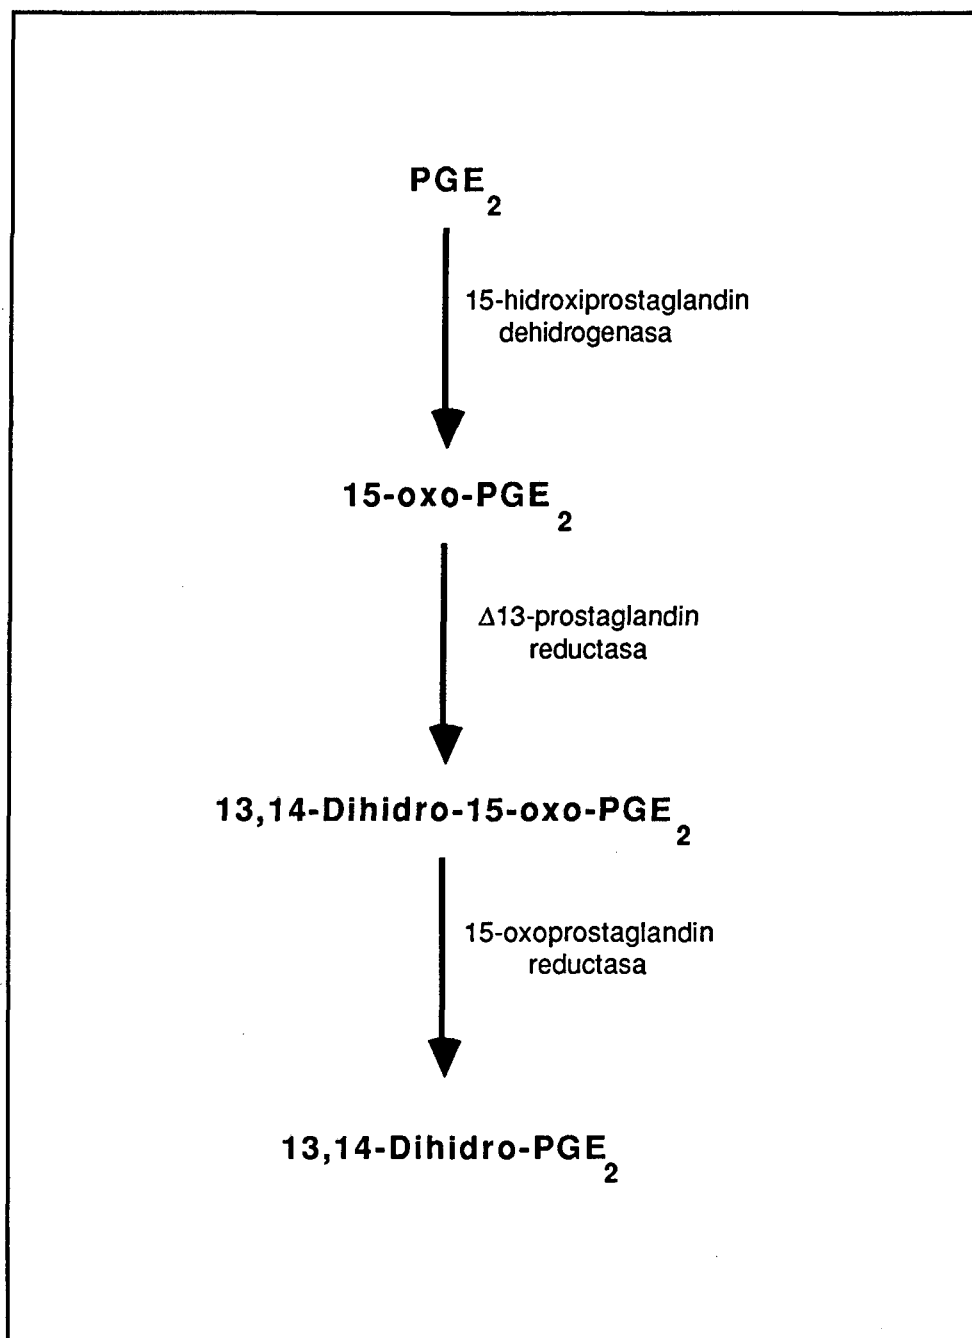 PGE2
15-hidroxiprostaglandin
dehidrogenasa
15-oxo-PGE2
Δ13-prostaglandin
reductasa
13,14-Dihidro-15-oxo-PGE2
15-oxoprostaglandin
reductasa
13,14-Dihidro-PGE2